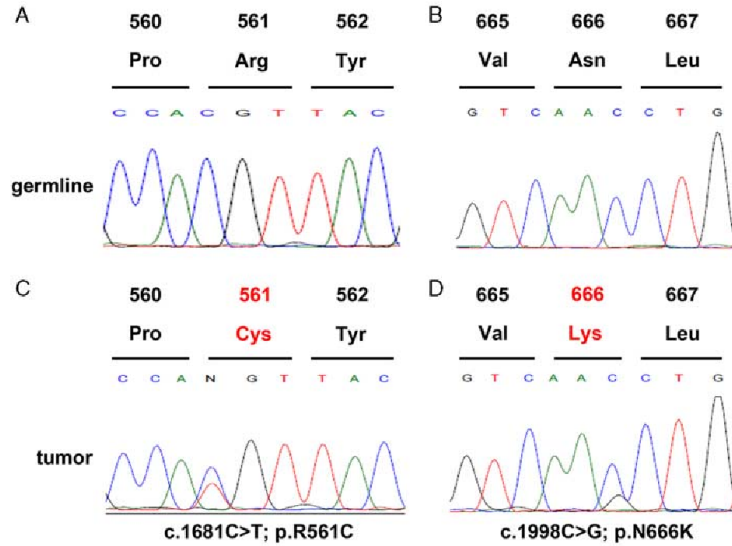 A
560 561 562
Pro Arg Tyr
C C A C G T T A C
B
665 666 667
Val Asn Leu
G T C A A C C T G
germline
C
560 561 562
Pro Cys Tyr
C C A N G T T A C
D
665 666 667
Val Lys Leu
G T C A A C C T G
tumor
c.1681C>T; p.R561C
c.1998C>G; p.N666K